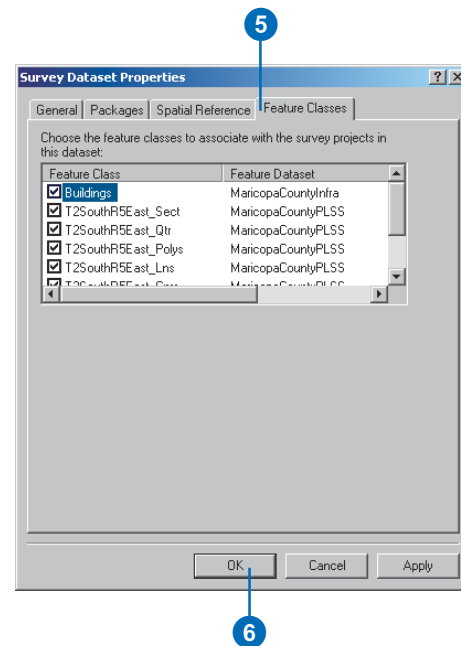 5
Survey Dataset Properties
?
General Packages Spatial Reference Feature Classes
Choose the feature classes to associate with the survey projects in
this dataset:
Feature Class Feature Dataset
Buildings MaricopaCountyInfra
T2SouthR5East_Sect MaricopaCountyPLSS
T2SouthR5East_Qtr MaricopaCountyPLSS
T2SouthR5East_Polys MaricopaCountyPLSS
T2SouthR5East_Lns MaricopaCountyPLSS
MaricopaCountyPLSS
OK Cancel Apply
6